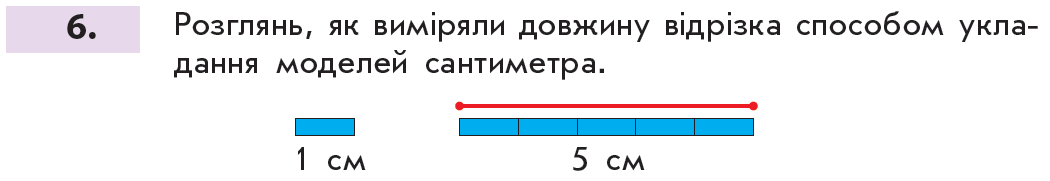 6. Розглянь, як виміряли довжину відрізка способом укла-
дання моделей сантиметра.
1 см 5 см